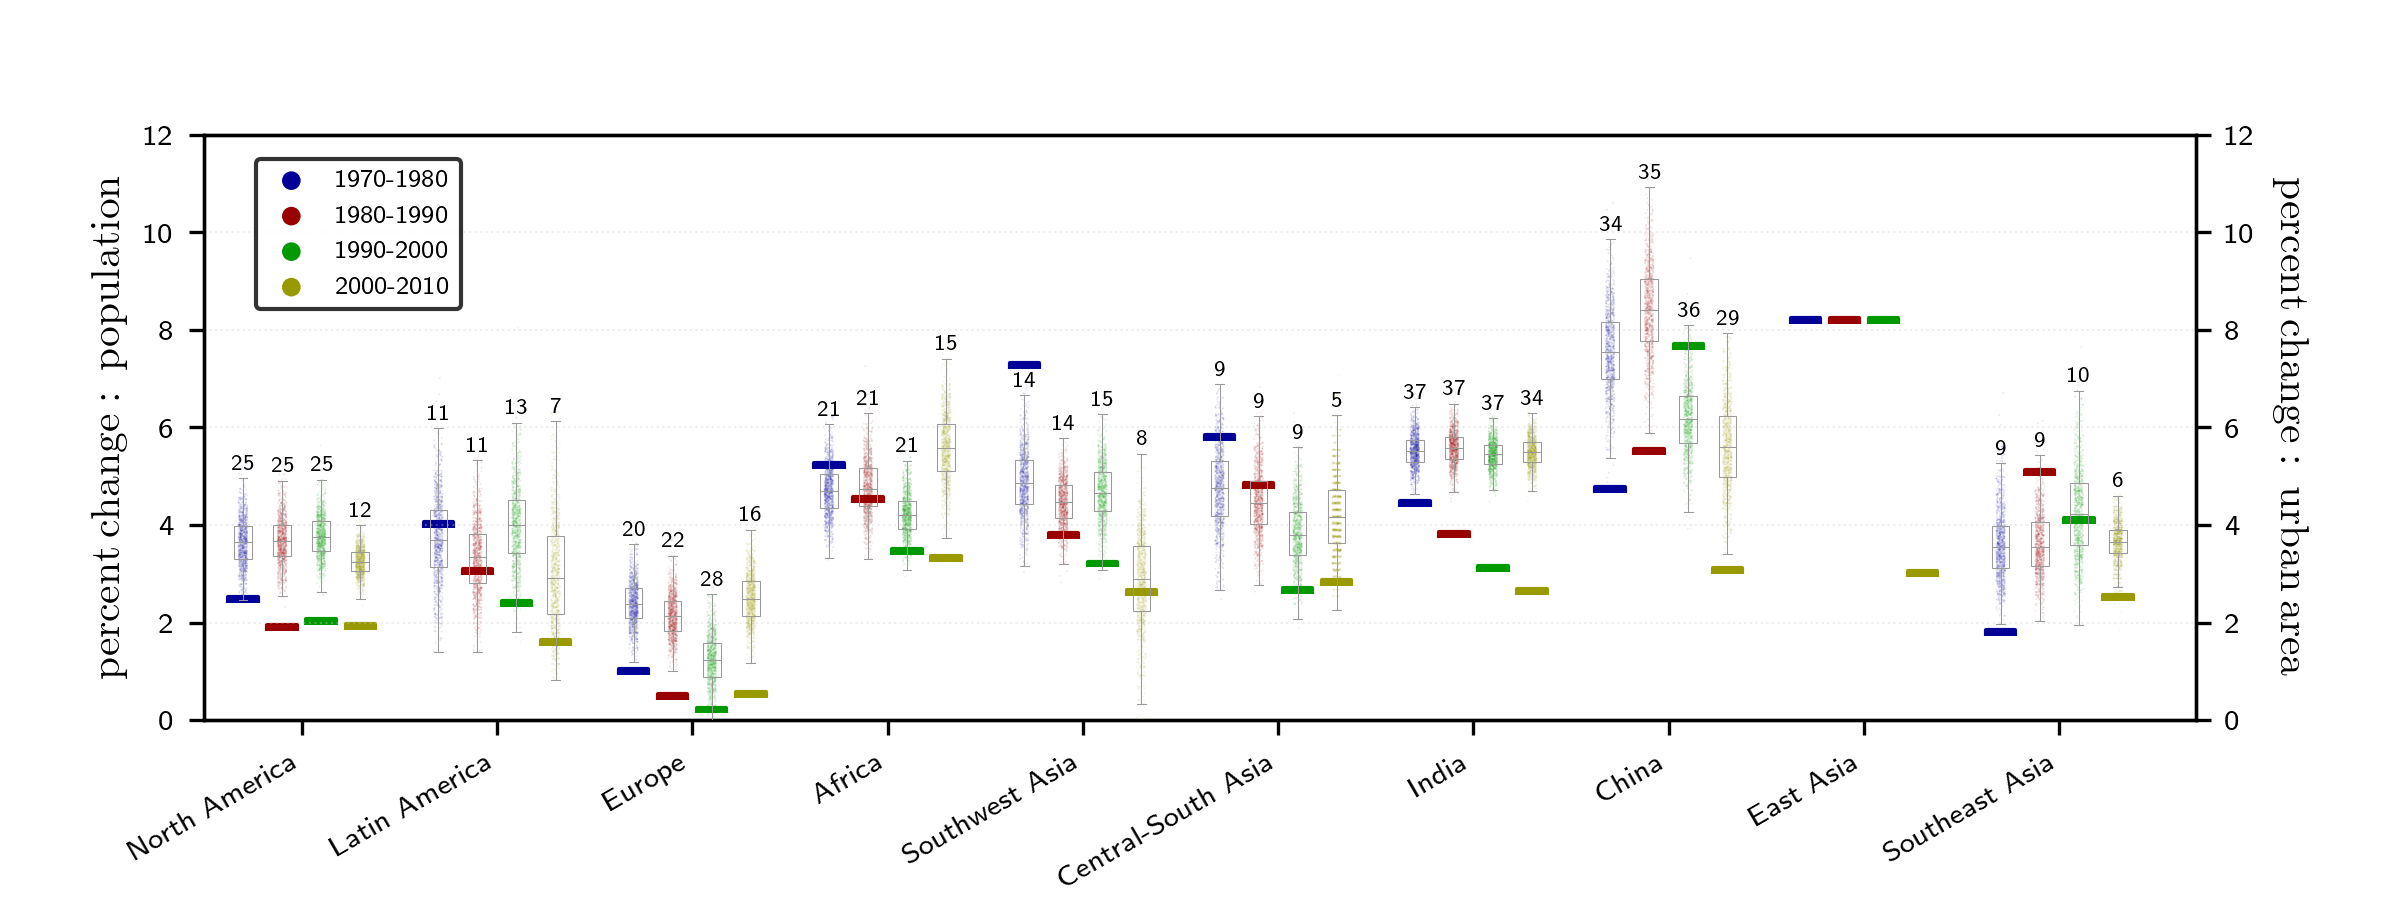 percent change : population
12
10
8
6
4
2
0
1970-1980
1980-1990
1990-2000
2000-2010
25 25 25 12
11 11 13 7
20 22 28 16
21 21 21 15
14 14 15 8
9 9 9 5
37 37 37 34
34 35 36 29
9 9 10 6
12
10
8
6
4
2
0
percent change : urban area
North America
Latin America
Europe
Africa
Southwest Asia
Central-South Asia
India
China
East Asia
Southeast Asia